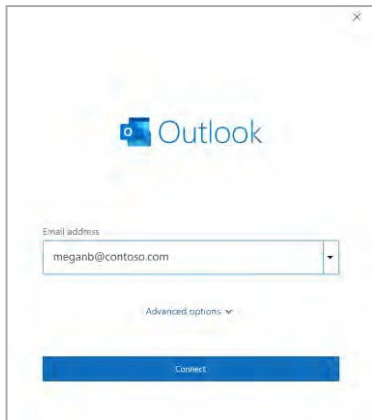 Outlook
Email address
meganb@contoso.com
Advanced options
Connect